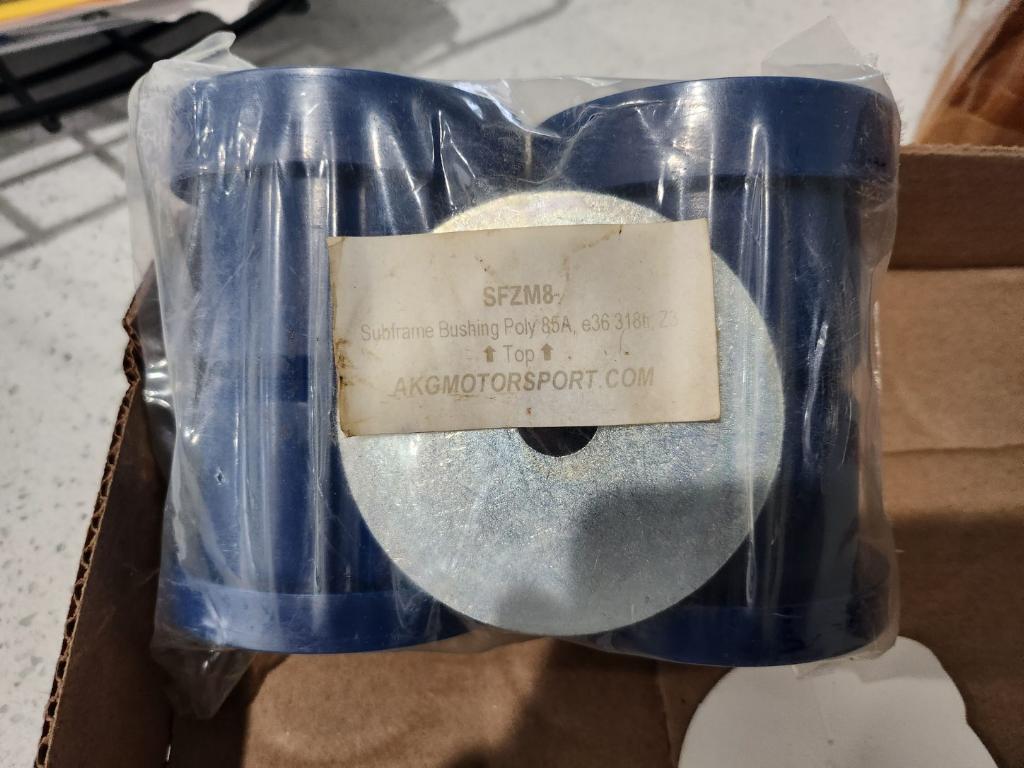 SFZM8-
Subframe Bushing Poly 85A, e36 318ti, Z3
⬆ Top ⬆
AKGMOTORSPORT.COM